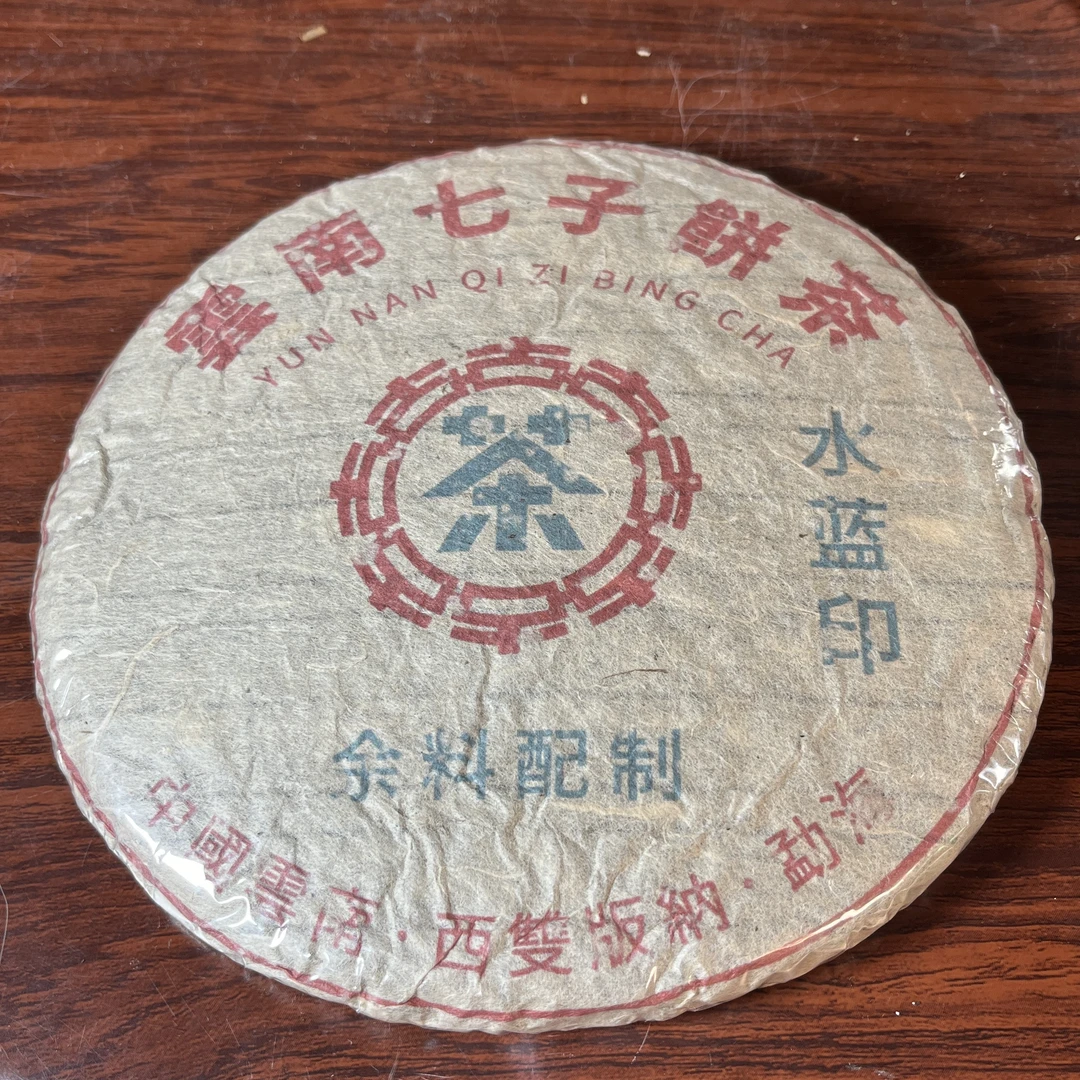 雲南七子餅茶
YUN NAN QI ZI BING CHA
茶
水蓝印
余料配制
中國雲南·西雙版納·勐海